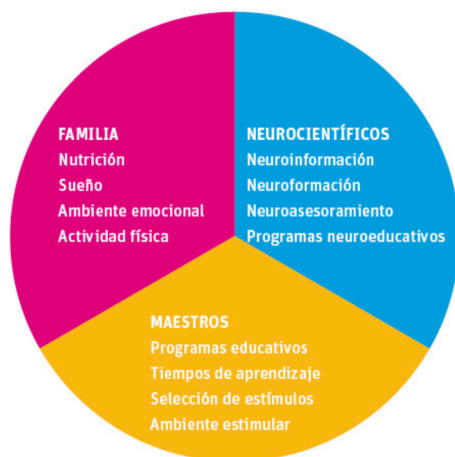 FAMILIA
Nutrición
Sueño
Ambiente emocional
Actividad física
NEUROCIENTÍFICOS
Neuroinformación
Neuroformación
Neuroasesoramiento
Programas neuroeducativos
MAESTROS
Programas educativos
Tiempos de aprendizaje
Selección de estímulos
Ambiente estimular